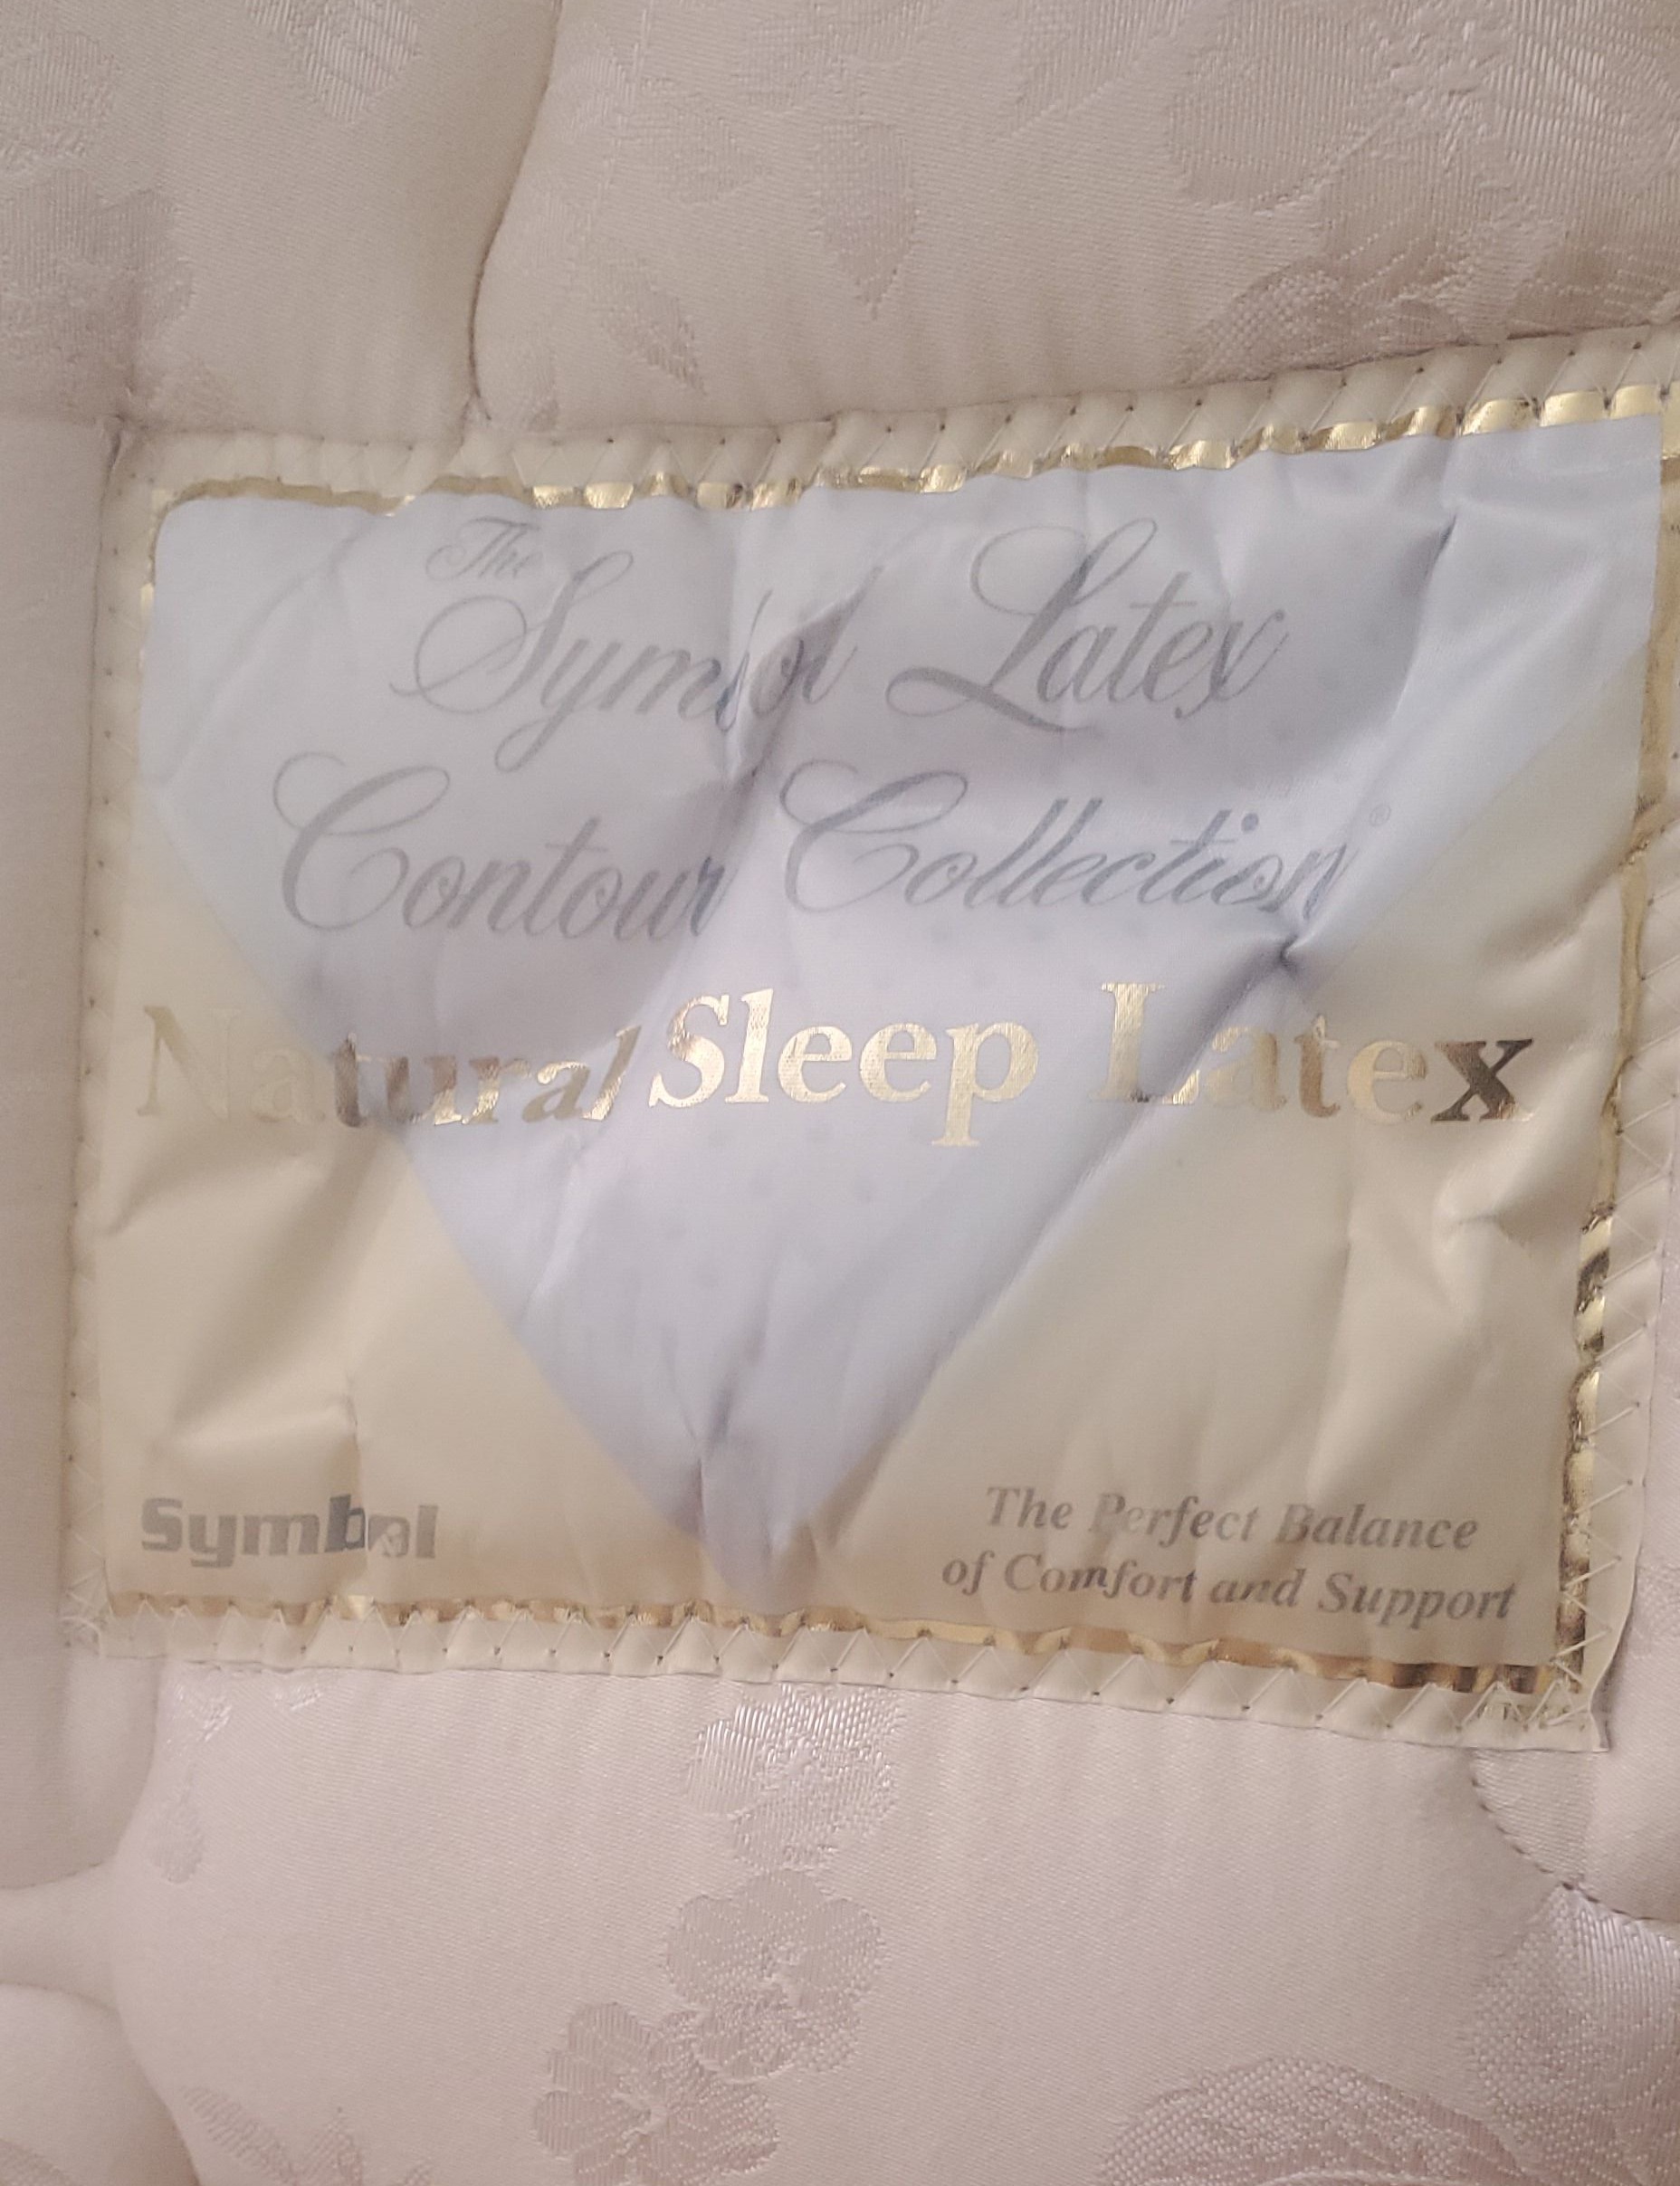 The
Symbol Latex
Contour Collection®
Natural Sleep Latex
Symbol
The Perfect Balance
of Comfort and Support